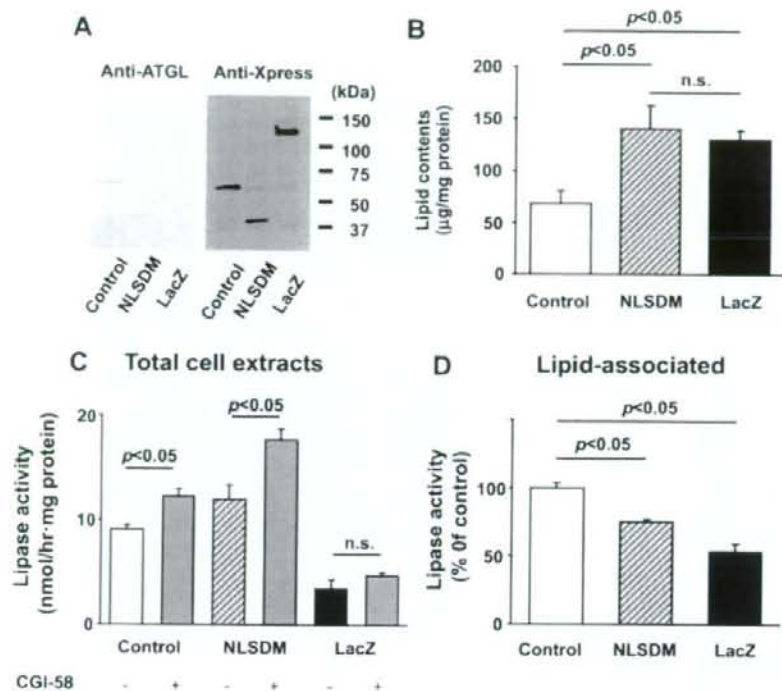 A
Anti-ATGL Anti-Xpress
(kDa)
150
100
75
50
37
Control NLSDM LacZ Control NLSDM LacZ
B
p<0.05
p<0.05
n.s.
Lipid contents
(μg/mg protein)
200
150
100
50
0
Control NLSDM LacZ
C Total cell extracts
p<0.05
p<0.05
n.s.
Lipase activity
(nmol/hr·mg protein)
20
10
0
Control NLSDM LacZ
CGI-58 - + - + - +
D Lipid-associated
p<0.05
p<0.05
Lipase activity
(% 0f control)
100
50
0
Control NLSDM LacZ